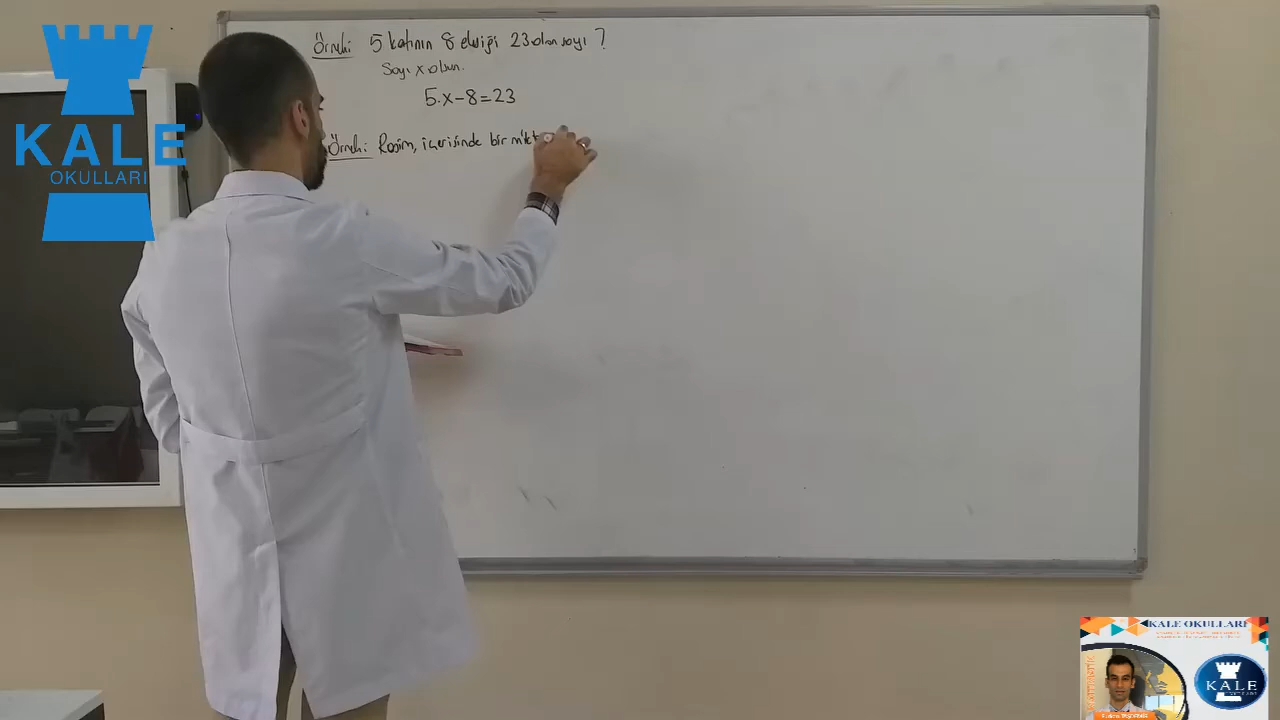 Örnek: 5 katının 8 eksiği 23 olan sayı ?
Sayı x olsun.
5.x-8=23
Örnek: Rasim, içerisinde bir mikt
KALE
OKULLARI
KALE OKULLARI
KALE